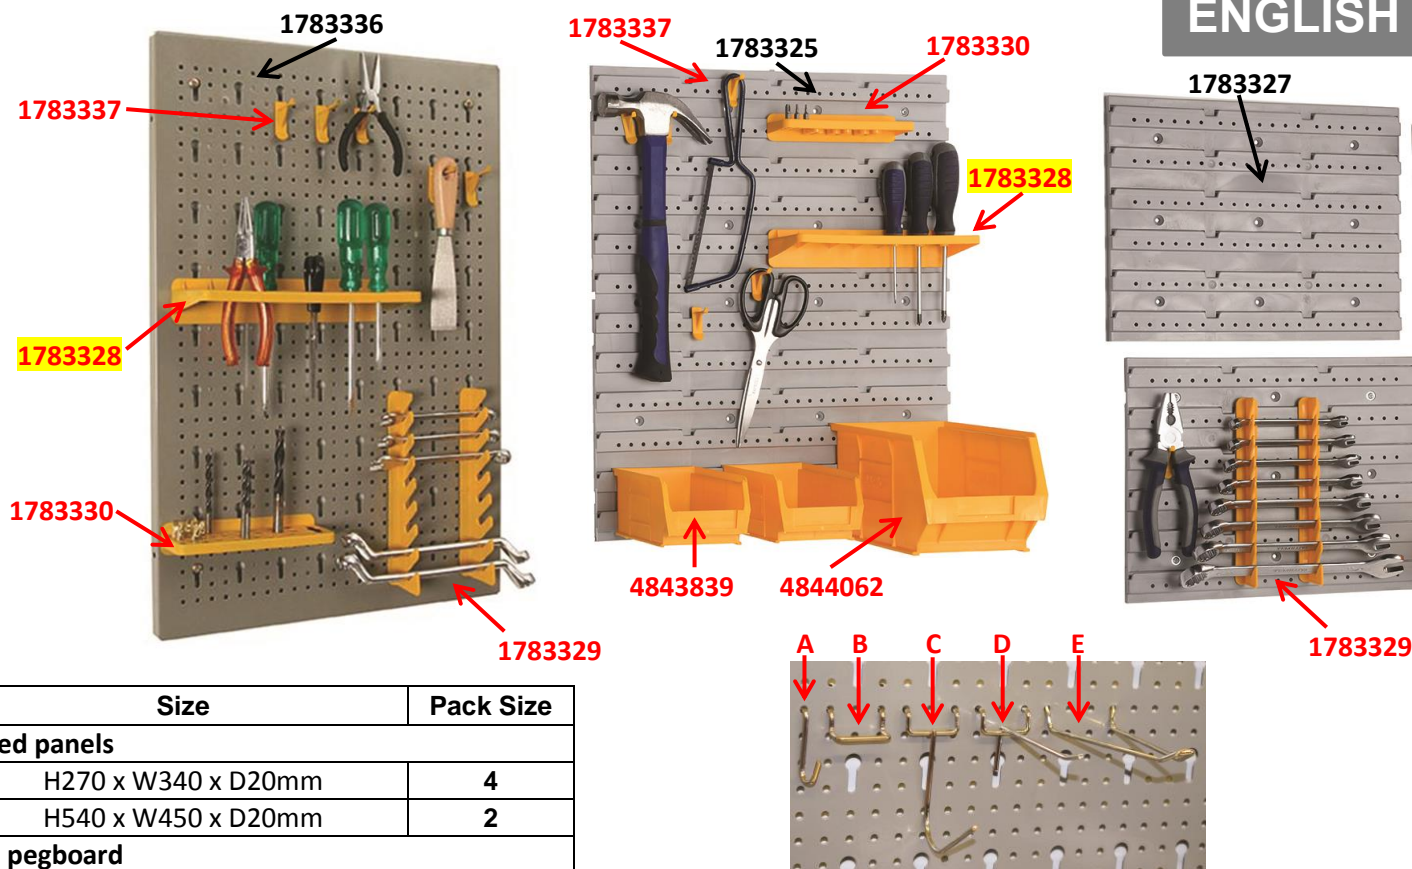 ENGLISH
1783336
1783337
1783328
1783330
1783329
1783337
1783325
1783330
1783328
4843839
4844062
1783327
1783329
A B C D E
Size Pack Size
ed panels
H270 x W340 x D20mm 4
H540 x W450 x D20mm 2
pegboard